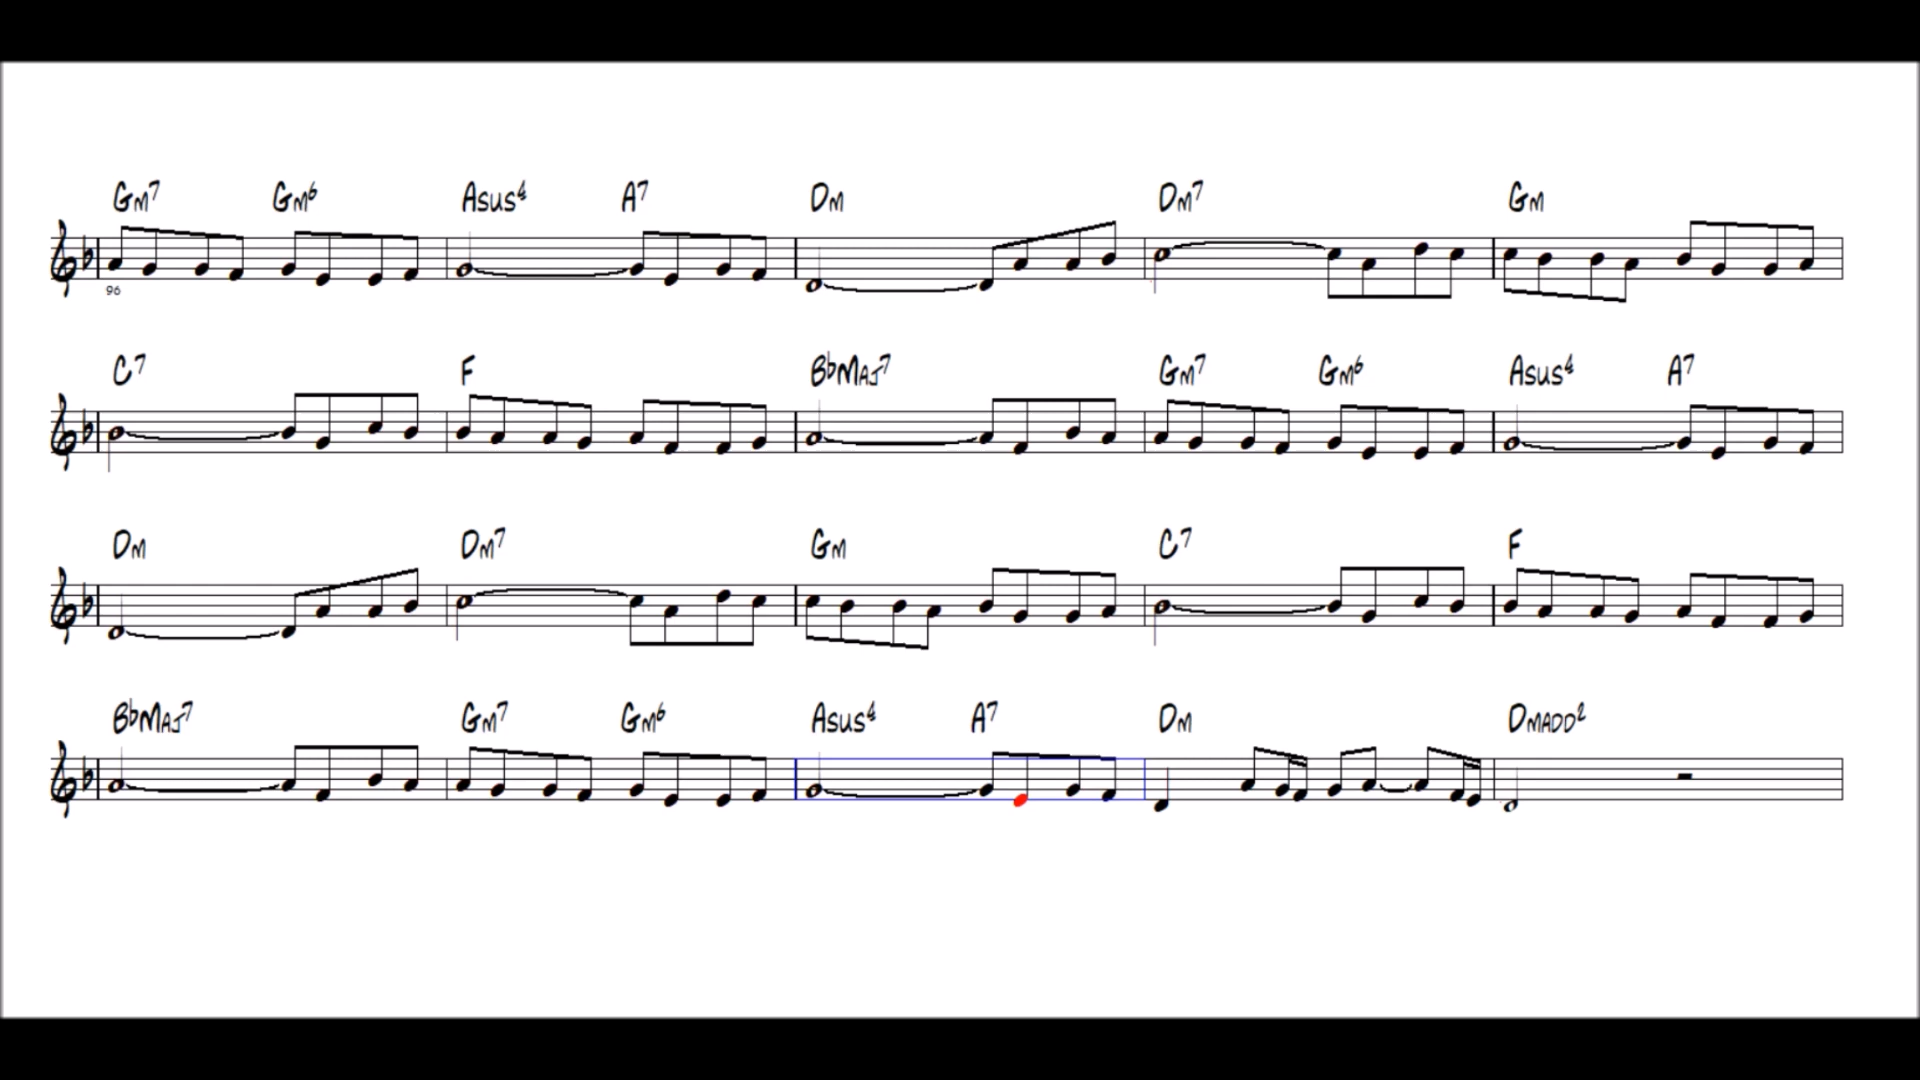 Gm7 Gm6 Asus4 A7 Dm Dm7 Gm
96
C7 F BbMaj7 Gm7 Gm6 Asus4 A7
Dm Dm7 Gm C7 F
BbMaj7 Gm7 Gm6 Asus4 A7 Dm Dmadd2